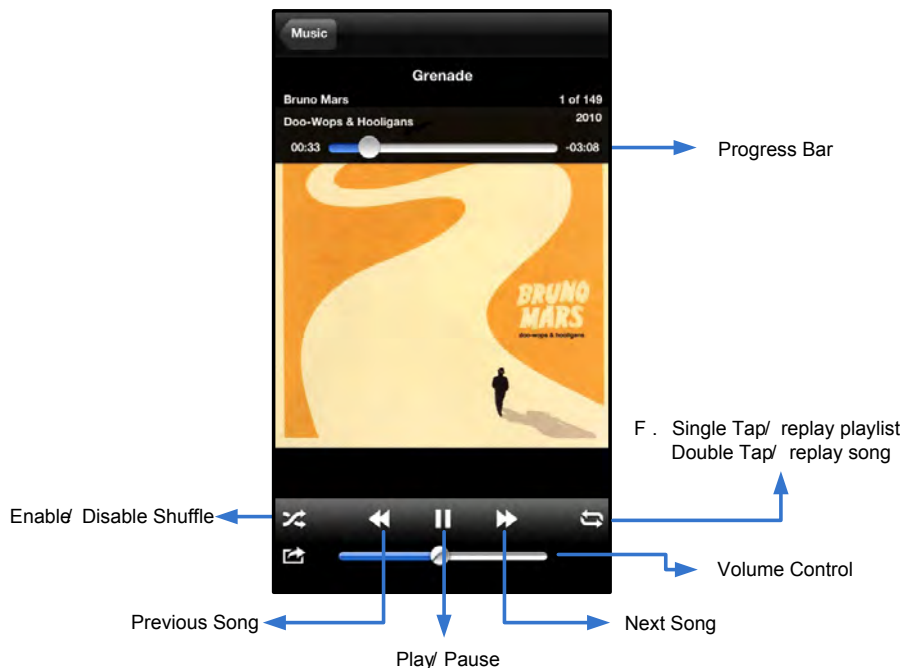 Music
Grenade
Bruno Mars
1 of 149
Doo-Wops & Hooligans
2010
00:33
-03:08
Progress Bar
BRUNO
MARS
doo-wops & hooligans
F . Single Tap/ replay playlist
Double Tap/ replay song
Enable/ Disable Shuffle
Volume Control
Previous Song
Next Song
Play/ Pause